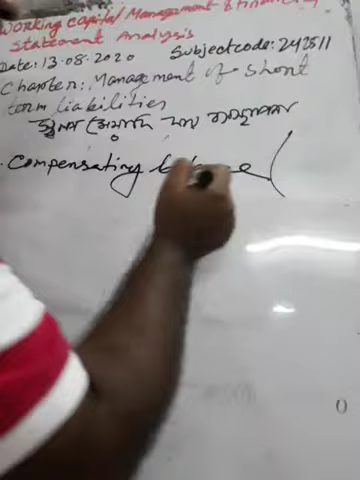 Working Capital Management & Financial
Statement Analysis
Date: 13.08.2020 Subject code: 242511
Chapter: Management of Short
term liabilities
Compensating